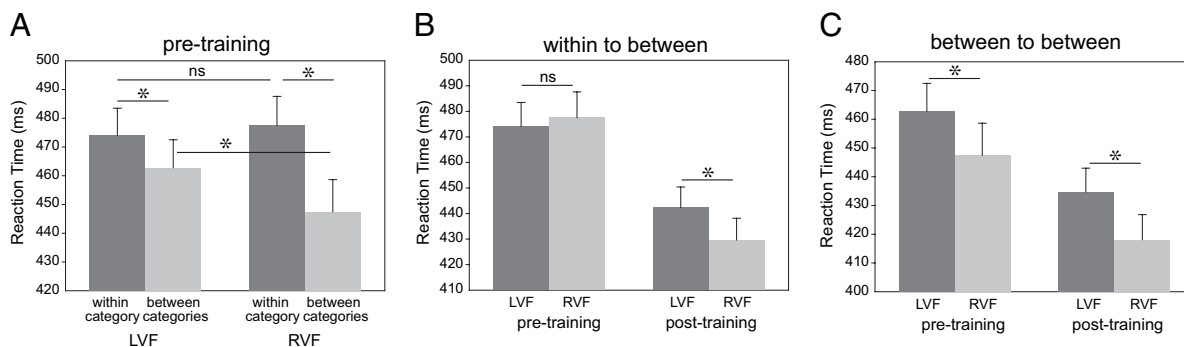 A
pre-training
Reaction Time (ms)
500
490
480
470
460
450
440
430
420
ns
*
*
*
within category
between categories
within category
between categories
LVF
RVF
B
within to between
Reaction Time (ms)
500
490
480
470
460
450
440
430
420
410
ns
*
LVF
RVF
LVF
RVF
pre-training
post-training
C
between to between
Reaction Time (ms)
480
470
460
450
440
430
420
410
400
*
*
LVF
RVF
LVF
RVF
pre-training
post-training